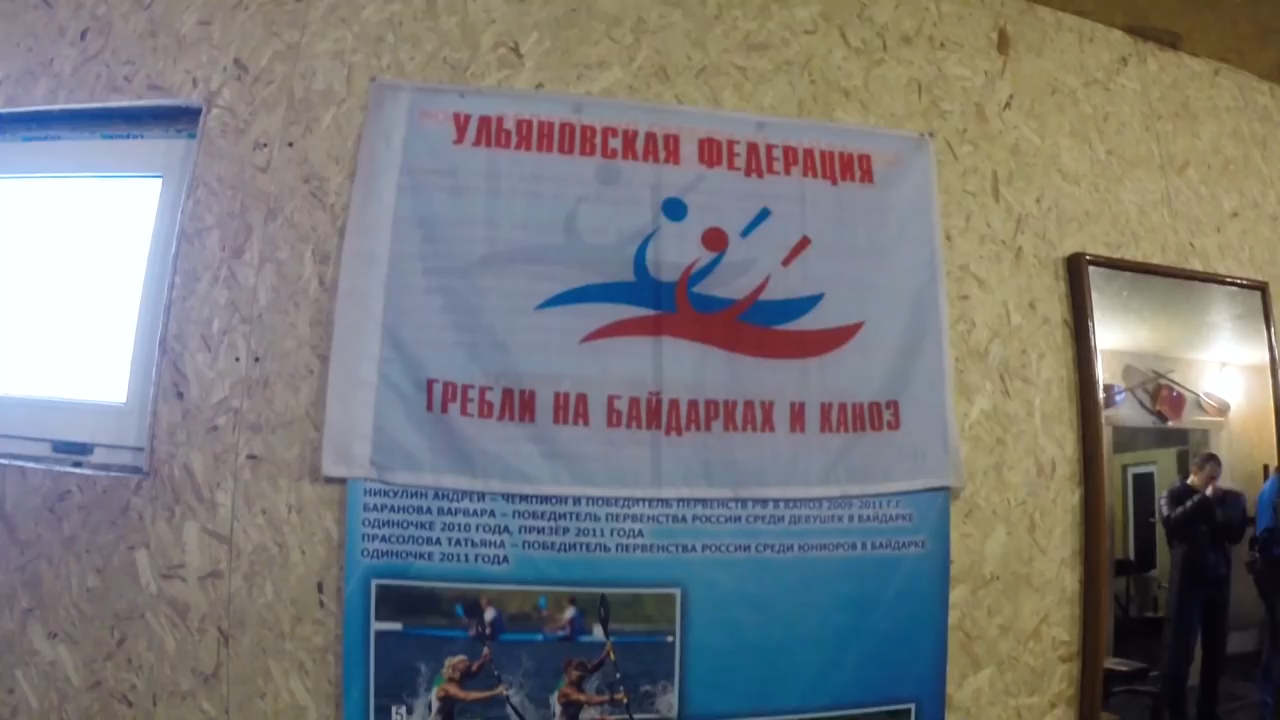 УЛЬЯНОВСКАЯ ФЕДЕРАЦИЯ
ГРЕБЛИ НА БАЙДАРКАХ И КАНОЭ
НИКУЛИН АНДРЕЙ – ЧЕМПИОН И ПОБЕДИТЕЛЬ ПЕРВЕНСТВ РФ В КАНОЭ 2009-2011 Г.Г.
БАРАНОВА ВАРВАРА – ПОБЕДИТЕЛЬ ПЕРВЕНСТВА РОССИИ СРЕДИ ДЕВУШЕК В БАЙДАРКЕ
ОДИНОЧКЕ 2010 ГОДА, ПРИЗЁР 2011 ГОДА
ПРАСОЛОВА ТАТЬЯНА – ПОБЕДИТЕЛЬ ПЕРВЕНСТВА РОССИИ СРЕДИ ЮНИОРОВ В БАЙДАРКЕ
ОДИНОЧКЕ 2011 ГОДА
5